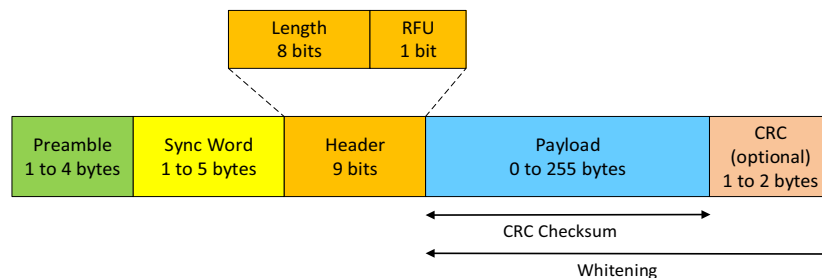 Length
8 bits
RFU
1 bit
Preamble
1 to 4 bytes
Sync Word
1 to 5 bytes
Header
9 bits
Payload
0 to 255 bytes
CRC
(optional)
1 to 2 bytes
CRC Checksum
Whitening